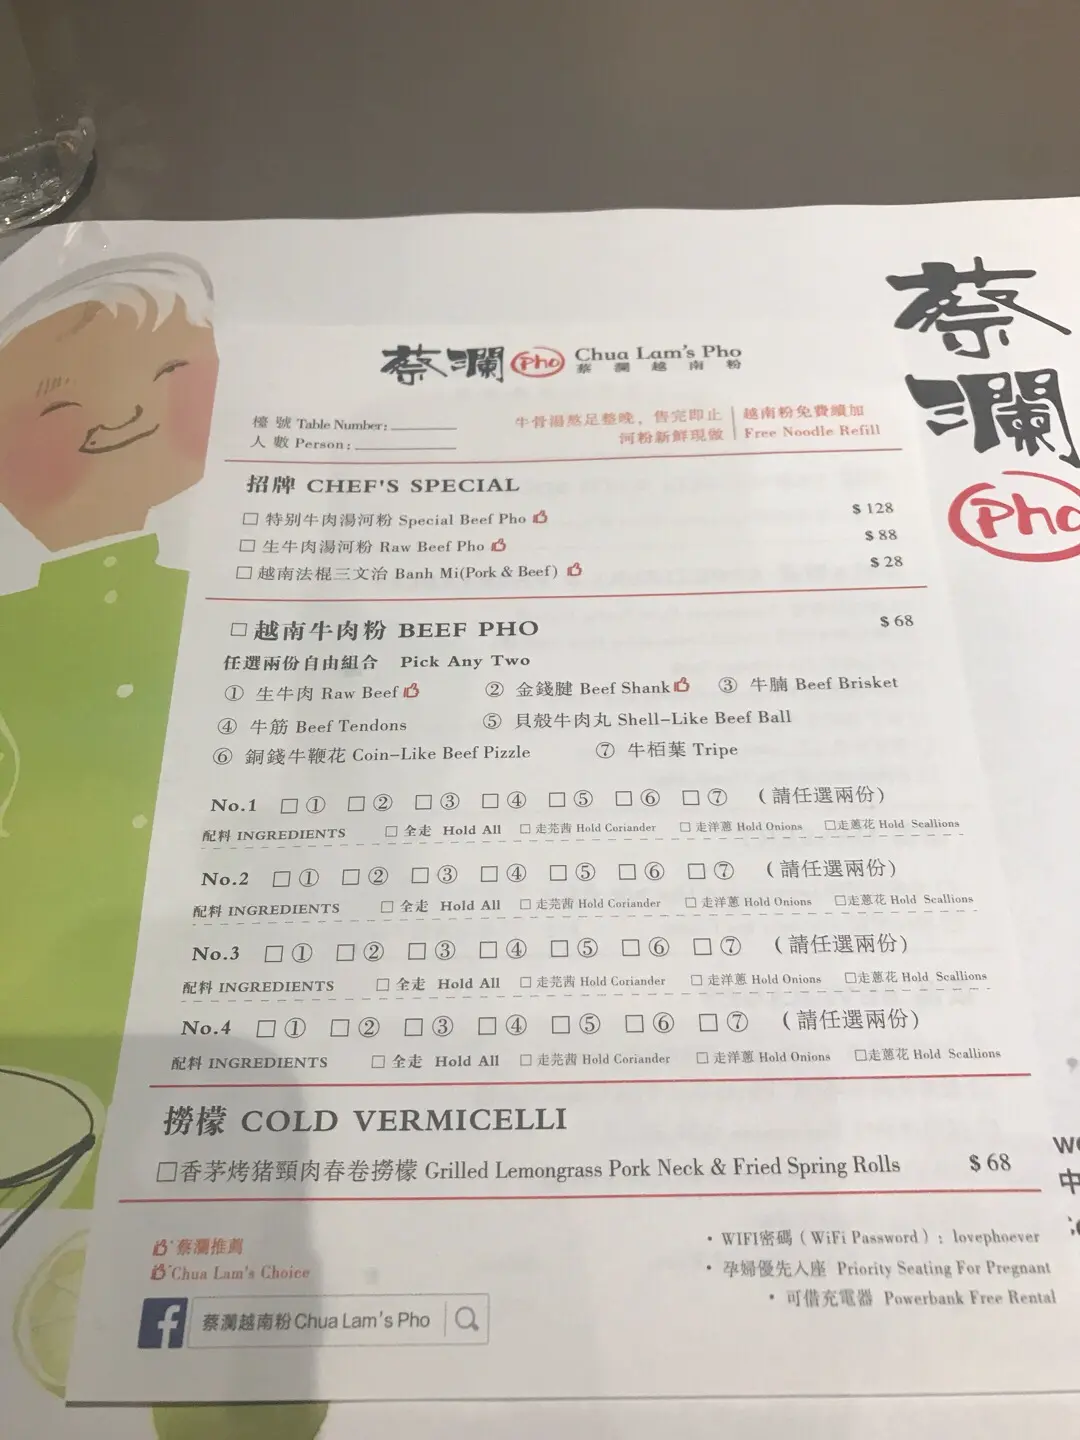 蔡瀾 Pho Chua Lam's Pho
蔡瀾越南粉
蔡
瀾
Pho
檯號 Table Number:
人數 Person:
牛骨湯熬足整晚，售完即止
河粉新鮮現做
越南粉免費續加
Free Noodle Refill
招牌 CHEF'S SPECIAL
特別牛肉湯河粉 Special Beef Pho $ 128
生牛肉湯河粉 Raw Beef Pho $ 88
越南法棍三文治 Banh Mi(Pork & Beef) $ 28
越南牛肉粉 BEEF PHO $ 68
任選兩份自由組合 Pick Any Two
① 生牛肉 Raw Beef ② 金錢腱 Beef Shank ③ 牛腩 Beef Brisket
④ 牛筋 Beef Tendons ⑤ 貝殼牛肉丸 Shell-Like Beef Ball
⑥ 銅錢牛鞭花 Coin-Like Beef Pizzle ⑦ 牛栢葉 Tripe
No.1 □ ① □ ② □ ③ □ ④ □ ⑤ □ ⑥ □ ⑦ (請任選兩份)
配料 INGREDIENTS □ 全走 Hold All □ 走芫茜 Hold Coriander □ 走洋蔥 Hold Onions □走蔥花 Hold Scallions
No.2 □ ① □ ② □ ③ □ ④ □ ⑤ □ ⑥ □ ⑦ (請任選兩份)
配料 INGREDIENTS □ 全走 Hold All □ 走芫茜 Hold Coriander □ 走洋蔥 Hold Onions □走蔥花 Hold Scallions
No.3 □ ① □ ② □ ③ □ ④ □ ⑤ □ ⑥ □ ⑦ (請任選兩份)
配料 INGREDIENTS □ 全走 Hold All □ 走芫茜 Hold Coriander □ 走洋蔥 Hold Onions □走蔥花 Hold Scallions
No.4 □ ① □ ② □ ③ □ ④ □ ⑤ □ ⑥ □ ⑦ (請任選兩份)
配料 INGREDIENTS □ 全走 Hold All □ 走芫茜 Hold Coriander □ 走洋蔥 Hold Onions □走蔥花 Hold Scallions
撈檬 COLD VERMICELLI
□香茅烤猪頸肉春卷撈檬 Grilled Lemongrass Pork Neck & Fried Spring Rolls $ 68
蔡瀾推薦
Chua Lam's Choice
f 蔡瀾越南粉Chua Lam's Pho
• WIFI密碼 ( WiFi Password ) : lovephoever
• 孕婦優先入座 Priority Seating For Pregnant
• 可借充電器 Powerbank Free Rental
中